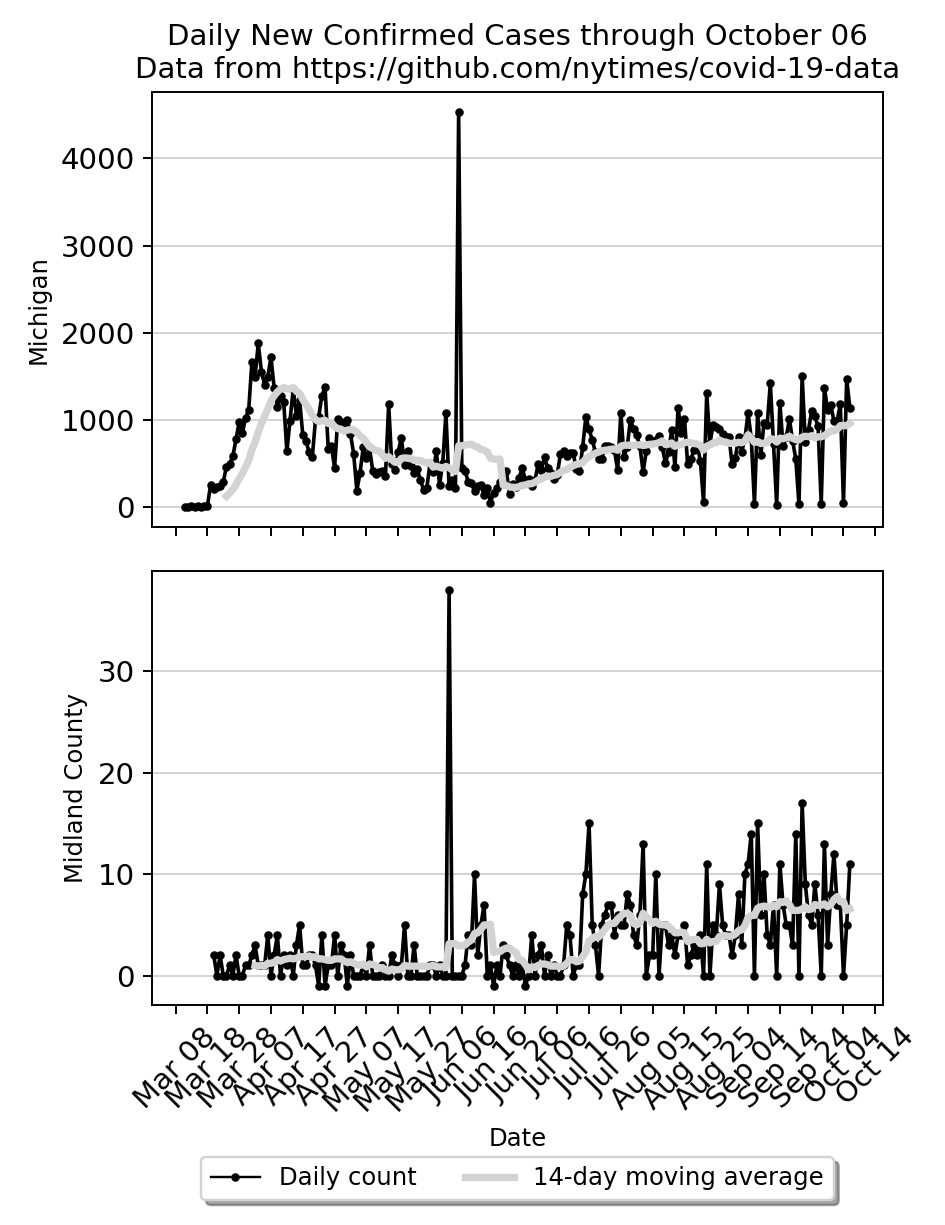 Daily New Confirmed Cases through October 06
Data from https://github.com/nytimes/covid-19-data
4000
3000
2000
1000
0
Michigan
30
20
10
0
Midland County
Mar 08
Mar 18
Mar 28
Apr 07
Apr 17
Apr 27
May 07
May 17
May 27
Jun 06
Jun 16
Jun 26
Jul 06
Jul 16
Jul 26
Aug 05
Aug 15
Aug 25
Sep 04
Sep 14
Sep 24
Oct 04
Oct 14
Date
Daily count
14-day moving average